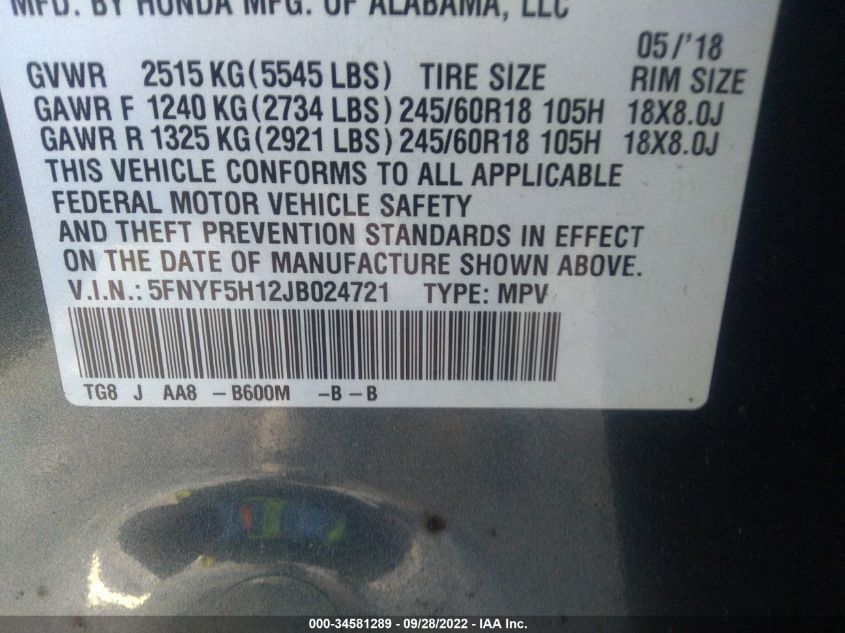 MFD. BY HONDA MFG. OF ALABAMA, LLC
05/'18
GVWR 2515 KG (5545 LBS) TIRE SIZE RIM SIZE
GAWR F 1240 KG (2734 LBS) 245/60R18 105H 18X8.0J
GAWR R 1325 KG (2921 LBS) 245/60R18 105H 18X8.0J
THIS VEHICLE CONFORMS TO ALL APPLICABLE
FEDERAL MOTOR VEHICLE SAFETY
AND THEFT PREVENTION STANDARDS IN EFFECT
ON THE DATE OF MANUFACTURE SHOWN ABOVE.
V.I.N.: 5FNYF5H12JB024721 TYPE: MPV
TG8 J AA8 - B600M - B - B
000-34581289 - 09/28/2022 - IAA Inc.